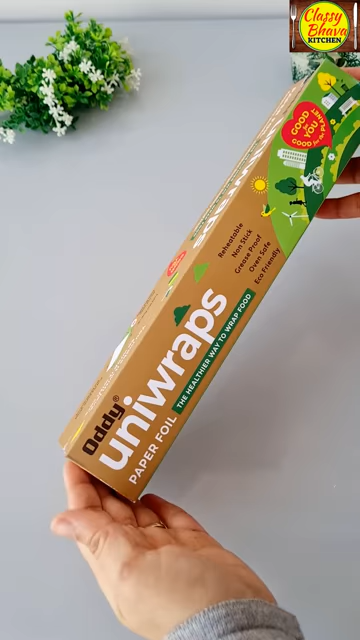 Classy
Bhava
KITCHEN
GOOD
for
YOU
GOOD for the PLANET
Reheatable
Non Stick
Grease Proof
Oven Safe
Eco Friendly
Oddy®
uniwraps
PAPER FOIL THE HEALTHIER WAY TO WRAP FOOD